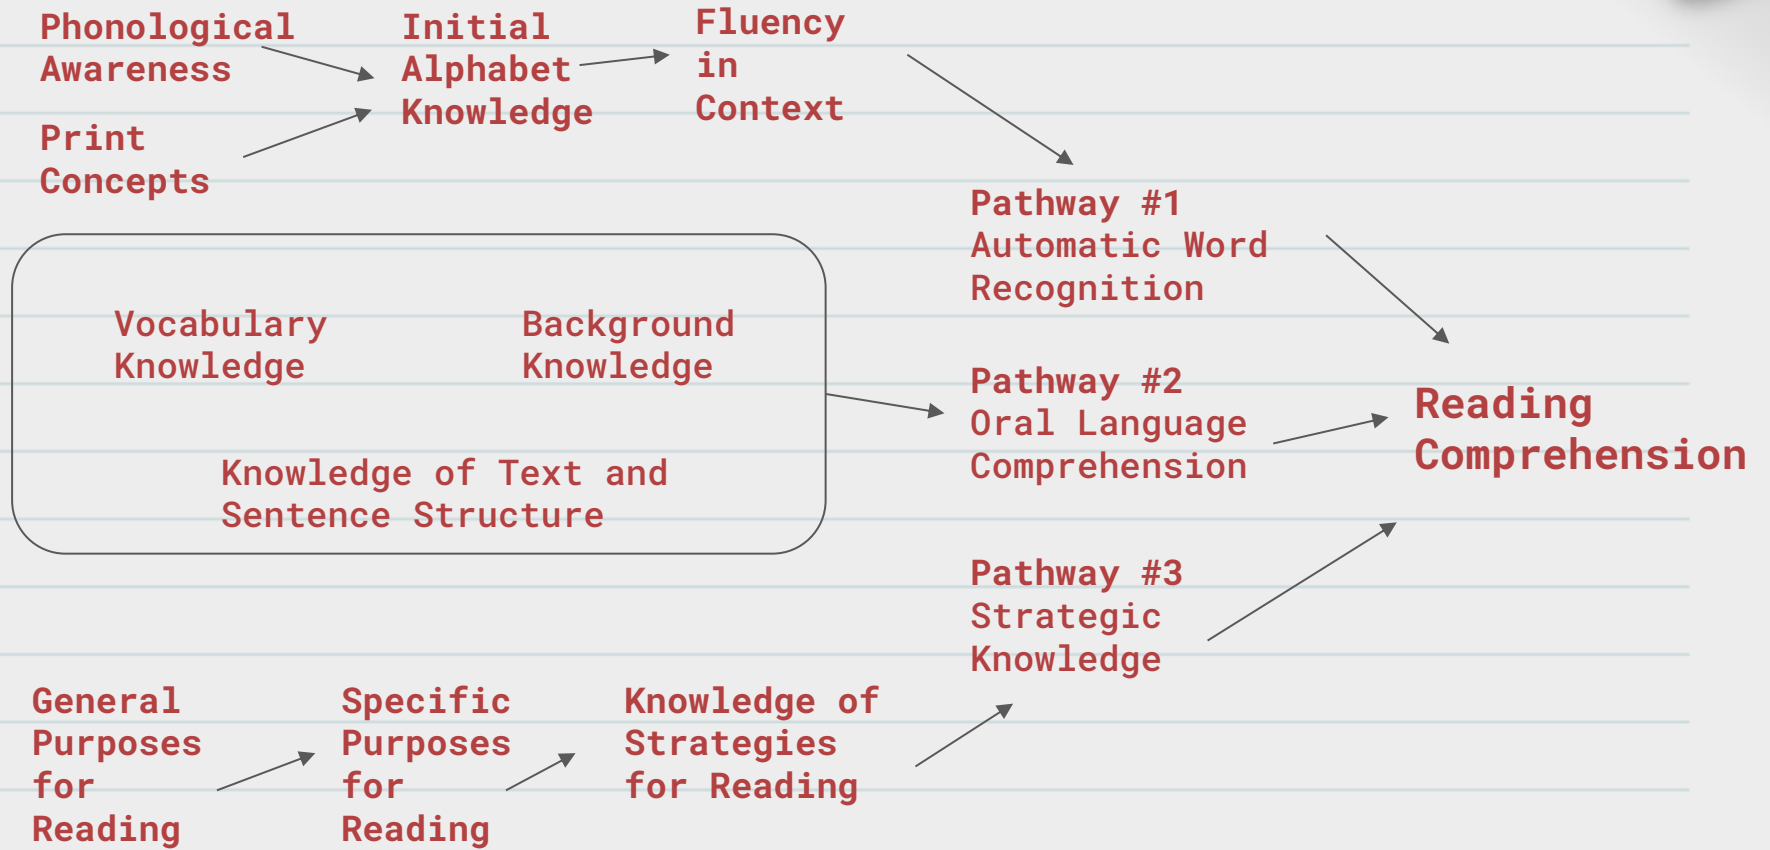 Phonological
Awareness
Print
Concepts
Initial
Alphabet
Knowledge
Fluency
in
Context
Pathway #1
Automatic Word
Recognition
Vocabulary
Knowledge
Background
Knowledge
Knowledge of Text and
Sentence Structure
Pathway #2
Oral Language
Comprehension
Reading
Comprehension
Pathway #3
Strategic
Knowledge
General
Purposes
for
Reading
Specific
Purposes
for
Reading
Knowledge of
Strategies
for Reading